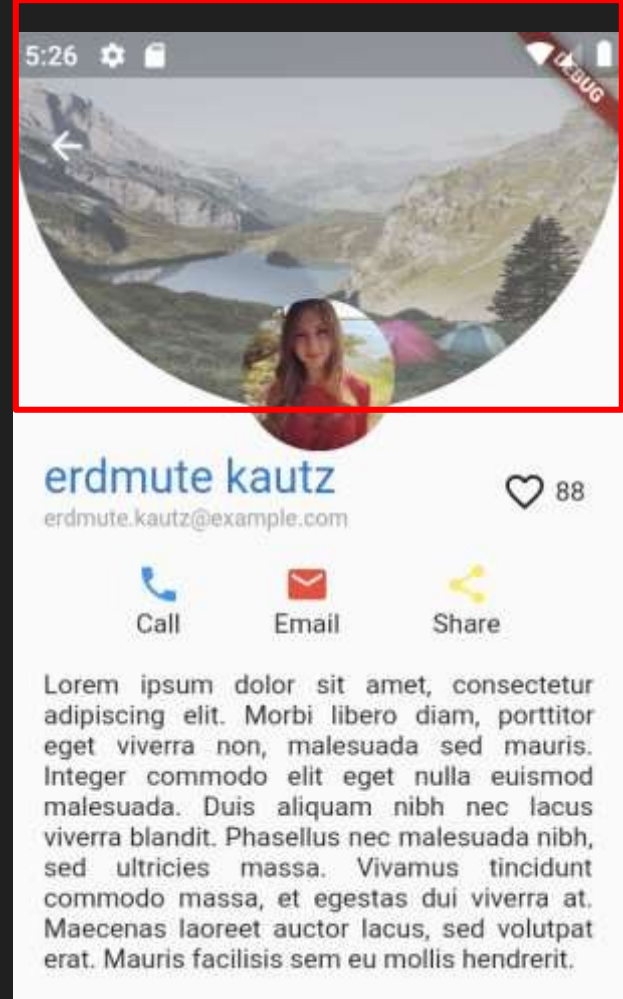 5:26
DEBUG
erdmute kautz
88
erdmute.kautz@example.com
Call Email Share
Lorem ipsum dolor sit amet, consectetur
adipiscing elit. Morbi libero diam, porttitor
eget viverra non, malesuada sed mauris.
Integer commodo elit eget nulla euismod
malesuada. Duis aliquam nibh nec lacus
viverra blandit. Phasellus nec malesuada nibh,
sed ultricies massa. Vivamus tincidunt
commodo massa, et egestas dui viverra at.
Maecenas laoreet auctor lacus, sed volutpat
erat. Mauris facilisis sem eu mollis hendrerit.